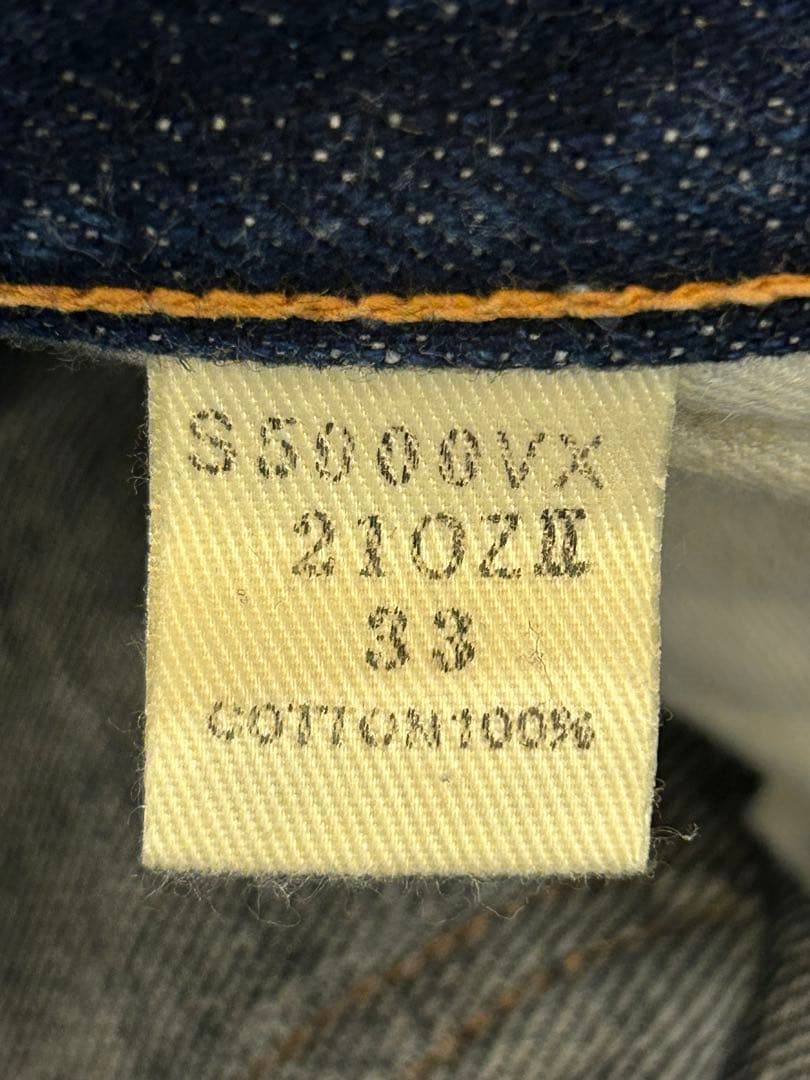 S5000VX
21OZⅡ
33
COTTON100%